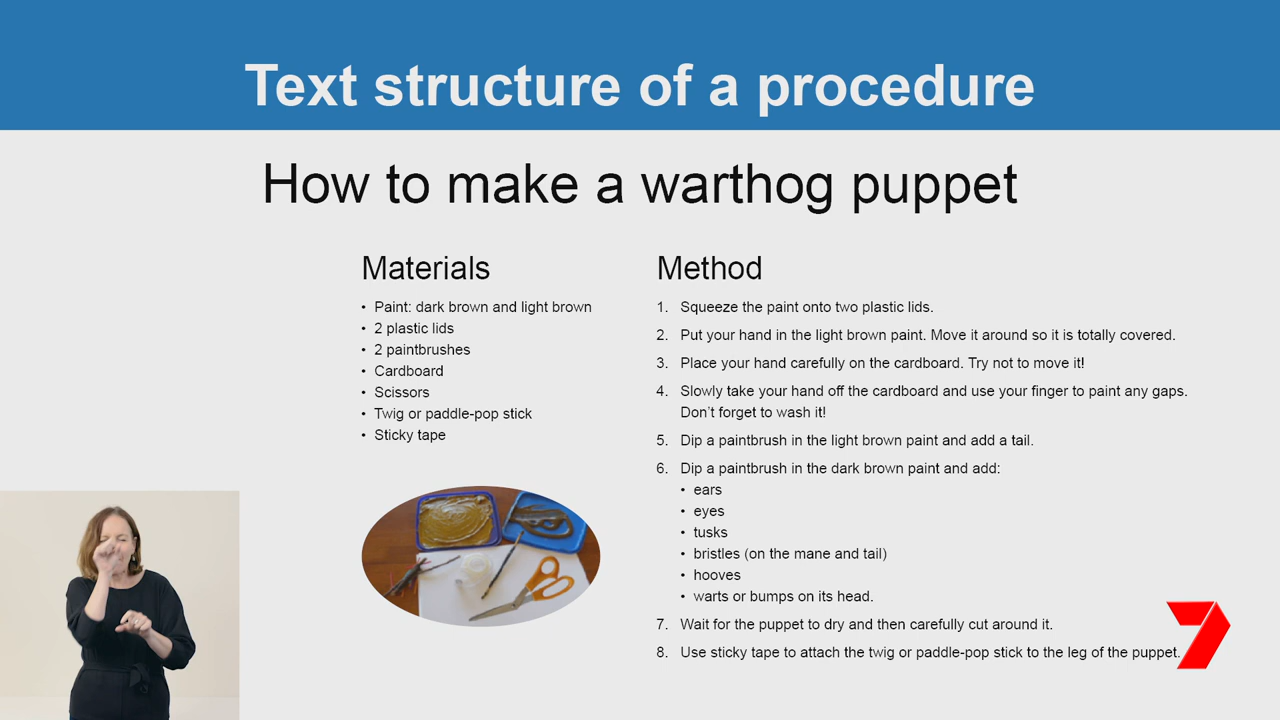 Text structure of a procedure
How to make a warthog puppet
Materials
• Paint: dark brown and light brown
• 2 plastic lids
• 2 paintbrushes
• Cardboard
• Scissors
• Twig or paddle-pop stick
• Sticky tape
Method
1. Squeeze the paint onto two plastic lids.
2. Put your hand in the light brown paint. Move it around so it is totally covered.
3. Place your hand carefully on the cardboard. Try not to move it!
4. Slowly take your hand off the cardboard and use your finger to paint any gaps.
Don’t forget to wash it!
5. Dip a paintbrush in the light brown paint and add a tail.
6. Dip a paintbrush in the dark brown paint and add:
• ears
• eyes
• tusks
• bristles (on the mane and tail)
• hooves
• warts or bumps on its head.
7. Wait for the puppet to dry and then carefully cut around it.
8. Use sticky tape to attach the twig or paddle-pop stick to the leg of the puppet.
7